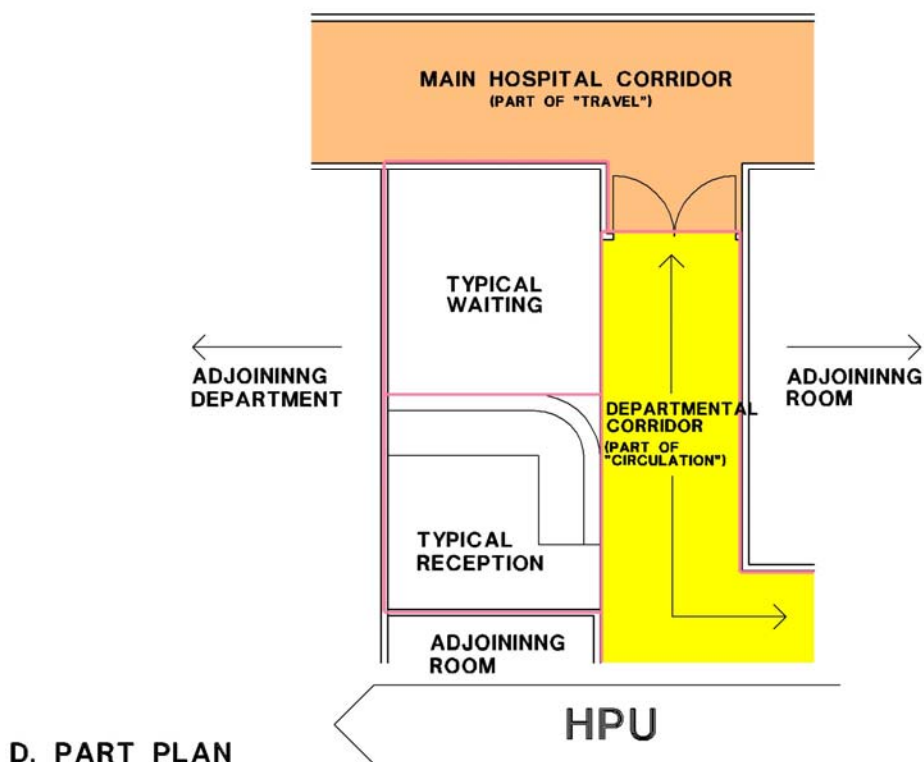 MAIN HOSPITAL CORRIDOR
(PART OF "TRAVEL")
TYPICAL
WAITING
ADJOININNG
DEPARTMENT
ADJOININNG
ROOM
DEPARTMENTAL
CORRIDOR
(PART OF
"CIRCULATION")
TYPICAL
RECEPTION
ADJOININNG
ROOM
HPU
D. PART PLAN